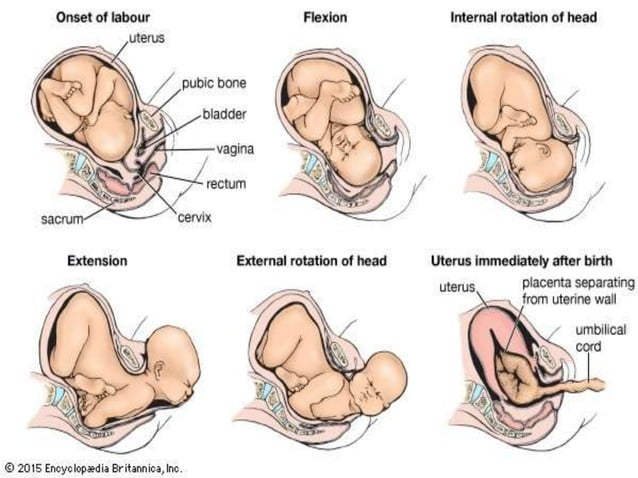 Onset of labour
uterus
pubic bone
bladder
vagina
rectum
cervix
sacrum
Flexion
Internal rotation of head
Extension
External rotation of head
Uterus immediately after birth
uterus
placenta separating
from uterine wall
umbilical
cord
© 2015 Encyclopædia Britannica, Inc.